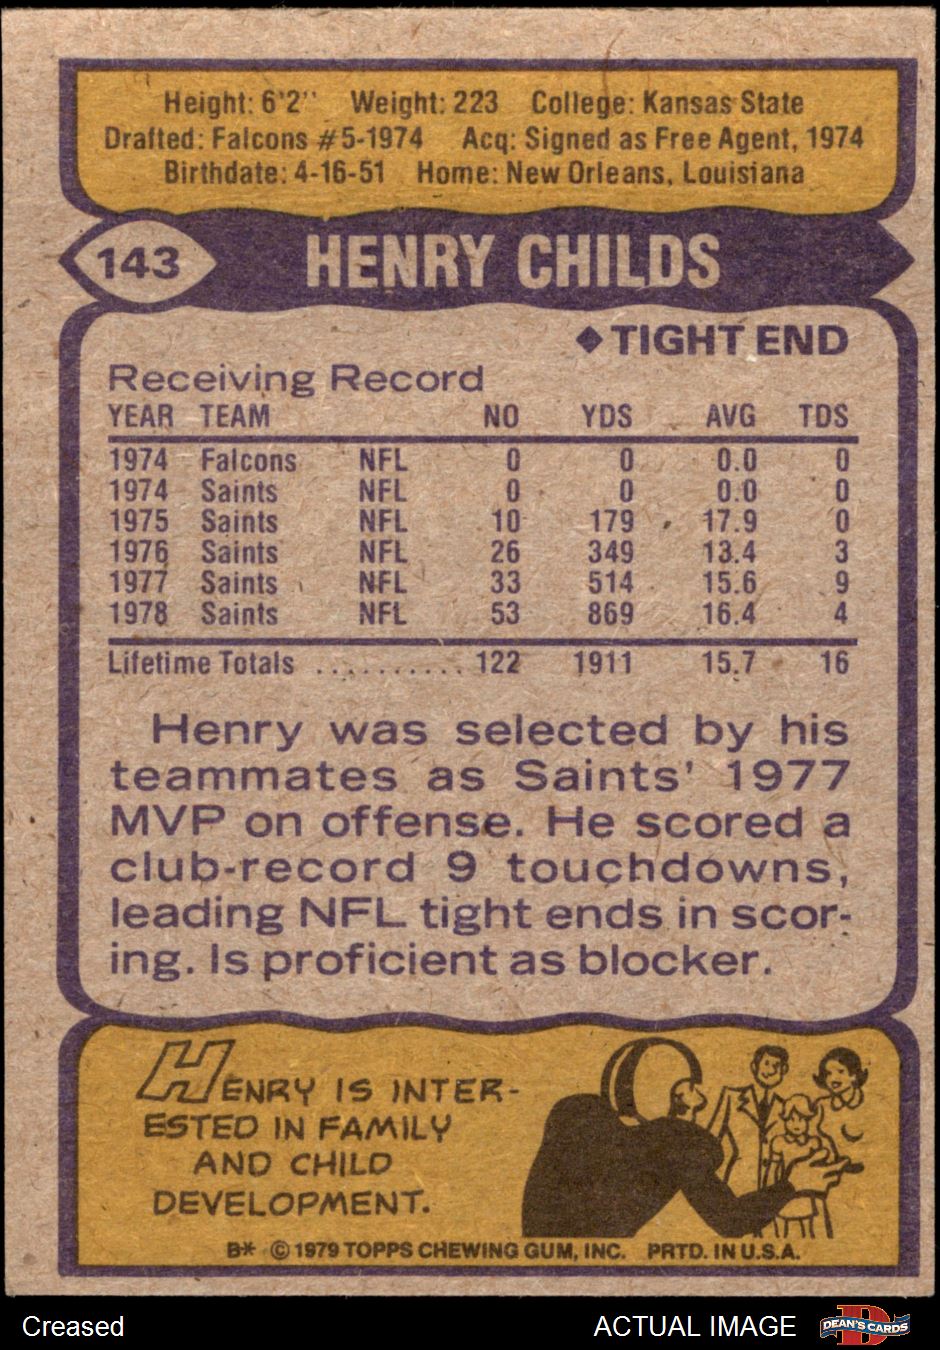 Height: 6'2'' Weight: 223 College: Kansas State
Drafted: Falcons #5-1974 Acq: Signed as Free Agent, 1974
Birthdate: 4-16-51 Home: New Orleans, Louisiana
143 HENRY CHILDS
◆TIGHT END
Receiving Record
YEAR TEAM NO YDS AVG TDS
1974 Falcons NFL 0 0 0.0 0
1974 Saints NFL 0 0 0.0 0
1975 Saints NFL 10 179 17.9 0
1976 Saints NFL 26 349 13.4 3
1977 Saints NFL 33 514 15.6 9
1978 Saints NFL 53 869 16.4 4
Lifetime Totals .......... 122 1911 15.7 16
Henry was selected by his
teammates as Saints' 1977
MVP on offense. He scored a
club-record 9 touchdowns,
leading NFL tight ends in scor-
ing. Is proficient as blocker.
HENRY IS INTER-
ESTED IN FAMILY
AND CHILD
DEVELOPMENT.
B* © 1979 TOPPS CHEWING GUM, INC. PRTD. IN U.S.A.
Creased ACTUAL IMAGE DEAN'S CARDS